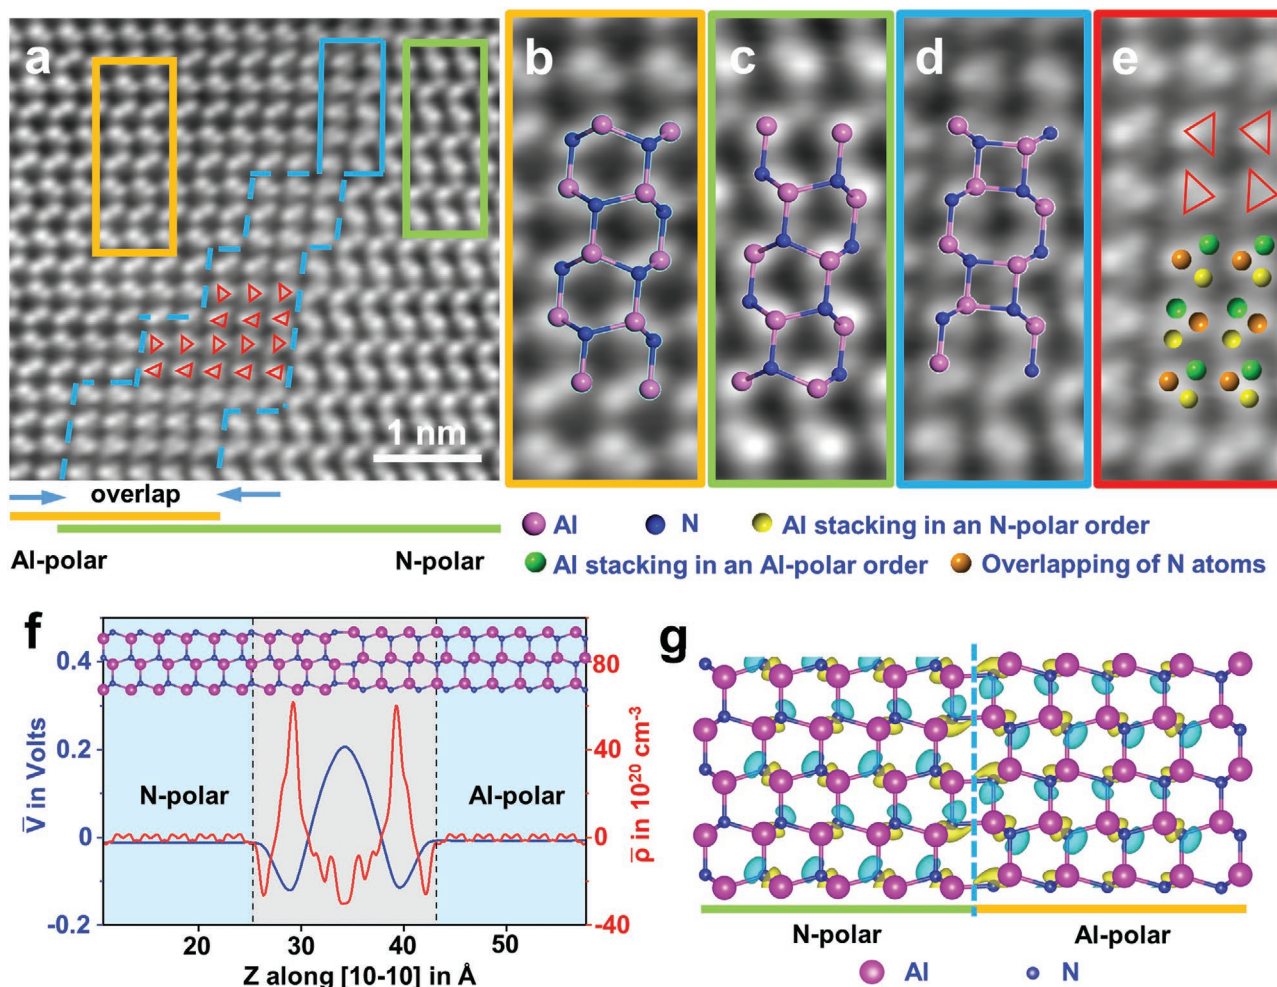 a
b
c
d
e
1 nm
overlap
Al-polar
N-polar
Al N Al stacking in an N-polar order
Al stacking in an Al-polar order Overlapping of N atoms
f
V̅ in Volts
0.4
0.2
0
-0.2
N-polar
Al-polar
80
40
0
-40
ρ̅ in 10²⁰ cm⁻³
20 30 40 50
Z along [10-10] in Å
g
N-polar
Al-polar
Al N